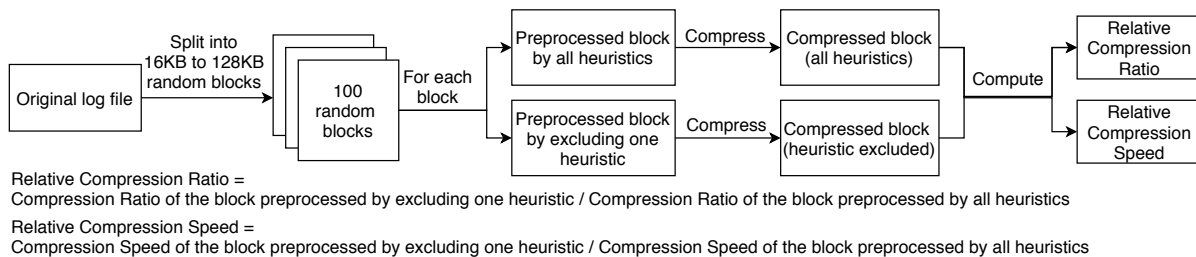 Original log file
Split into
16KB to 128KB
random blocks
100
random
blocks
For each
block
Preprocessed block
by all heuristics
Compress
Compressed block
(all heuristics)
Preprocessed block
by excluding one
heuristic
Compress
Compressed block
(heuristic excluded)
Compute
Relative
Compression
Ratio
Relative
Compression
Speed
Relative Compression Ratio =
Compression Ratio of the block preprocessed by excluding one heuristic / Compression Ratio of the block preprocessed by all heuristics
Relative Compression Speed =
Compression Speed of the block preprocessed by excluding one heuristic / Compression Speed of the block preprocessed by all heuristics